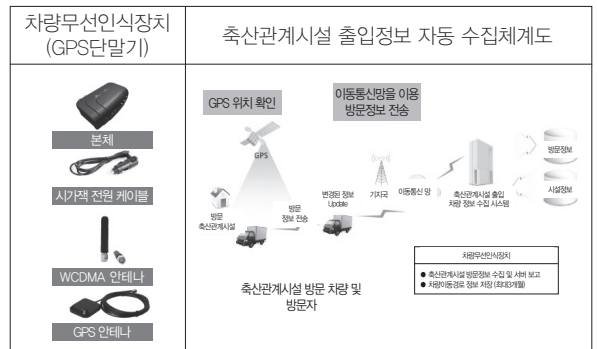 차량무선인식장치
(GPS단말기)
축산관계시설 출입정보 자동 수집체계도
본체
시가잭 전원 케이블
WCDMA 안테나
GPS 안테나
GPS 위치 확인
이동통신망을 이용
방문정보 전송
GPS
방문
축산관계시설
방문
정보 전송
변경된 정보
Update
기지국
이동통신 망
축산관계시설 출입
차량 정보 수집 시스템
방문정보
시설정보
축산관계시설 방문 차량 및
방문자
차량무선인식장치
● 축산관계시설 방문정보 수집 및 서버 보고
● 차량이동경로 정보 저장 (최대3개월)